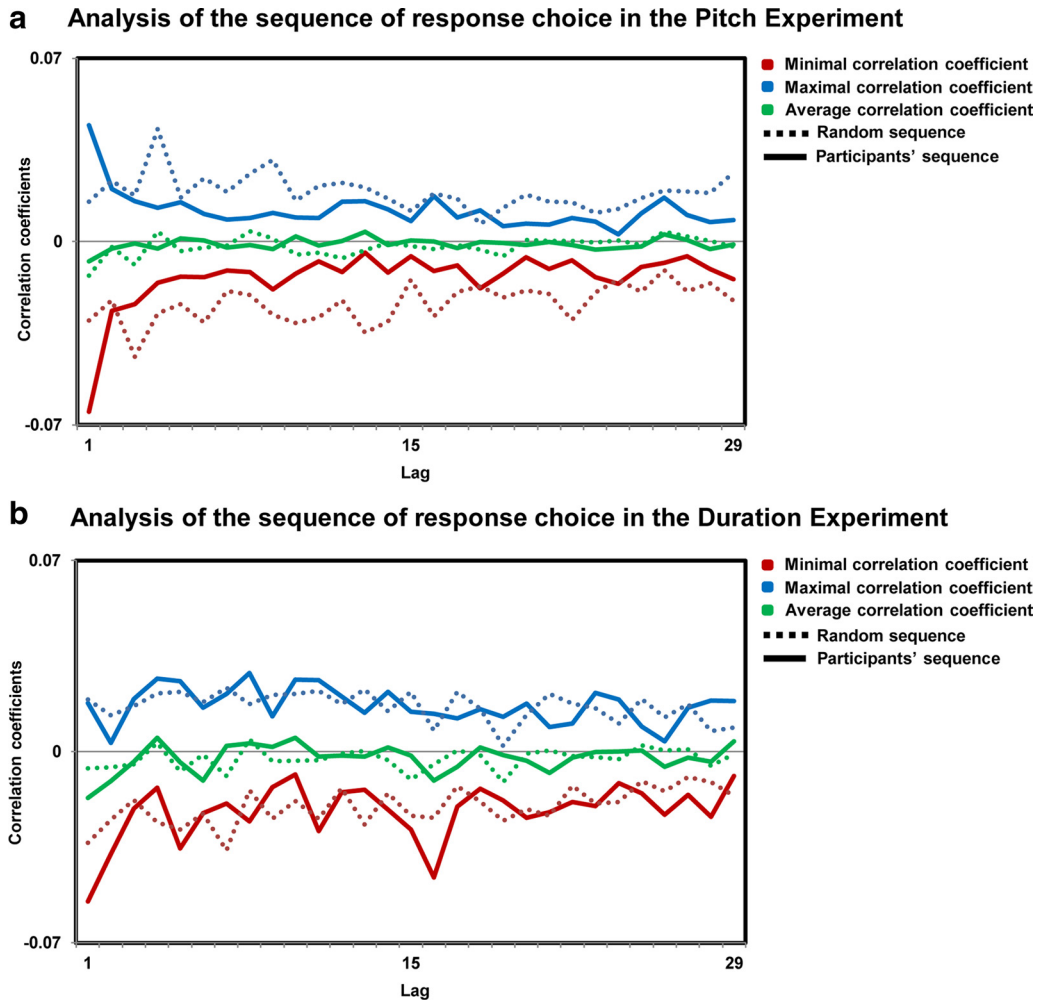 a Analysis of the sequence of response choice in the Pitch Experiment
0.07
0
-0.07
Correlation coefficients
1 15 29
Lag
Minimal correlation coefficient
Maximal correlation coefficient
Average correlation coefficient
Random sequence
Participants' sequence
b Analysis of the sequence of response choice in the Duration Experiment
0.07
0
-0.07
Correlation coefficients
1 15 29
Lag
Minimal correlation coefficient
Maximal correlation coefficient
Average correlation coefficient
Random sequence
Participants' sequence